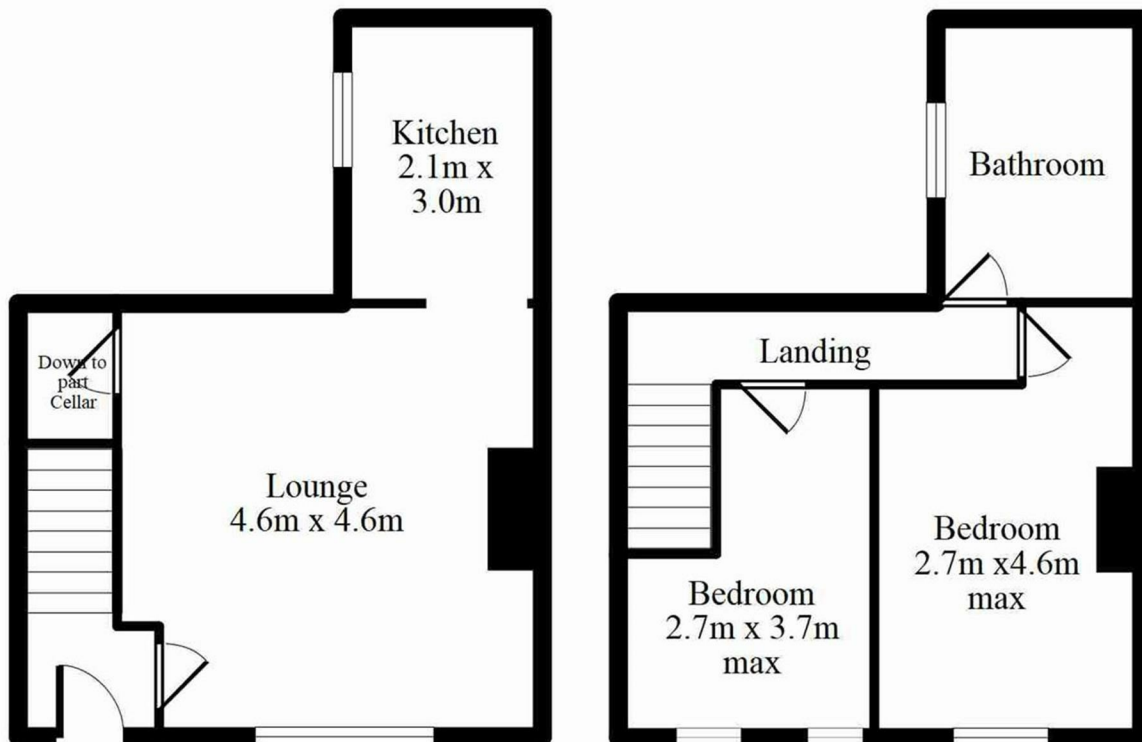 Kitchen
2.1m x
3.0m
Down to
part
Cellar
Lounge
4.6m x 4.6m
Bathroom
Landing
Bedroom
2.7m x 3.7m
max
Bedroom
2.7m x4.6m
max